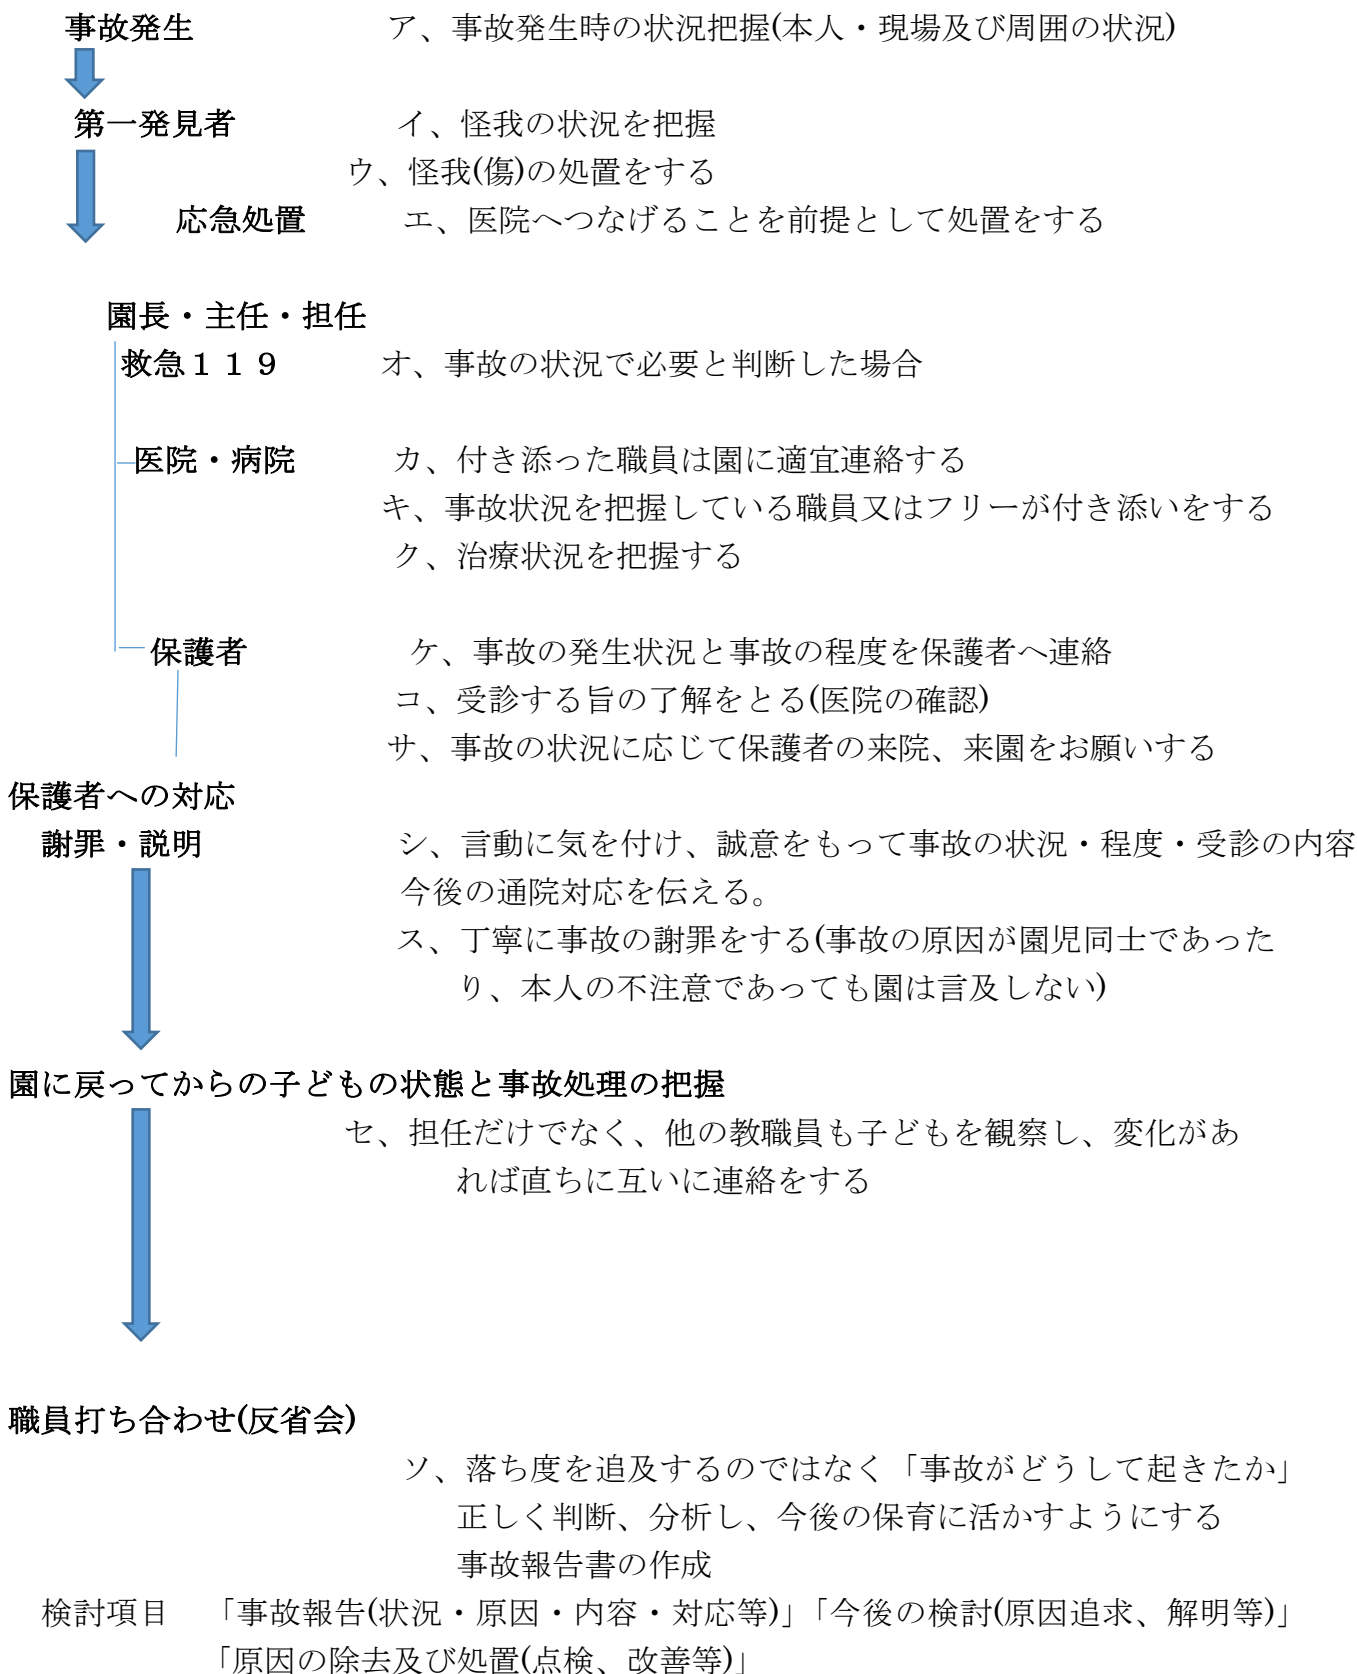 事故発生 ア、事故発生時の状況把握(本人・現場及び周囲の状況)
第一発見者 イ、怪我の状況を把握
ウ、怪我(傷)の処置をする
応急処置 エ、医院へつなげることを前提として処置をする
園長・主任・担任
救急１１９ オ、事故の状況で必要と判断した場合
医院・病院 カ、付き添った職員は園に適宜連絡する
キ、事故状況を把握している職員又はフリーが付き添いをする
ク、治療状況を把握する
保護者 ケ、事故の発生状況と事故の程度を保護者へ連絡
コ、受診する旨の了解をとる(医院の確認)
サ、事故の状況に応じて保護者の来院、来園をお願いする
保護者への対応
謝罪・説明 シ、言動に気を付け、誠意をもって事故の状況・程度・受診の内容
今後の通院対応を伝える。
ス、丁寧に事故の謝罪をする(事故の原因が園児同士であった
り、本人の不注意であっても園は言及しない)
園に戻ってからの子どもの状態と事故処理の把握
セ、担任だけでなく、他の教職員も子どもを観察し、変化があ
れば直ちに互いに連絡をする
職員打ち合わせ(反省会)
ソ、落ち度を追及するのではなく「事故がどうして起きたか」
正しく判断、分析し、今後の保育に活かすようにする
事故報告書の作成
検討項目 「事故報告(状況・原因・内容・対応等)」「今後の検討(原因追求、解明等)」
「原因の除去及び処置(点検、改善等)」